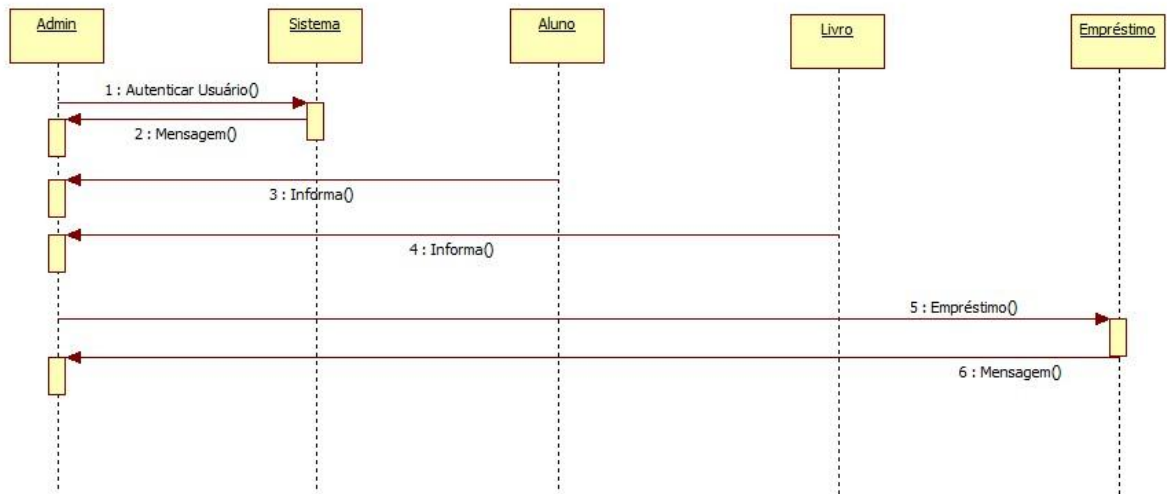 Admin
Sistema
Aluno
Livro
Empréstimo
1 : Autenticar Usuário()
2 : Mensagem()
3 : Informa()
4 : Informa()
5 : Empréstimo()
6 : Mensagem()